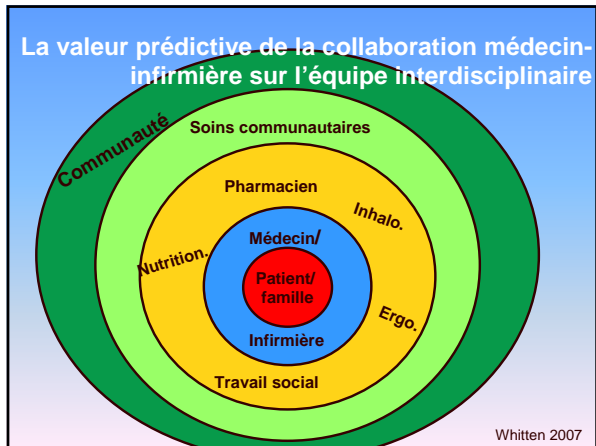 La valeur prédictive de la collaboration médecin-
infirmière sur l'équipe interdisciplinaire
Communauté
Soins communautaires
Pharmacien
Inhalo.
Nutrition.
Médecin/
Patient/
famille
Infirmière
Ergo.
Travail social
Whitten 2007